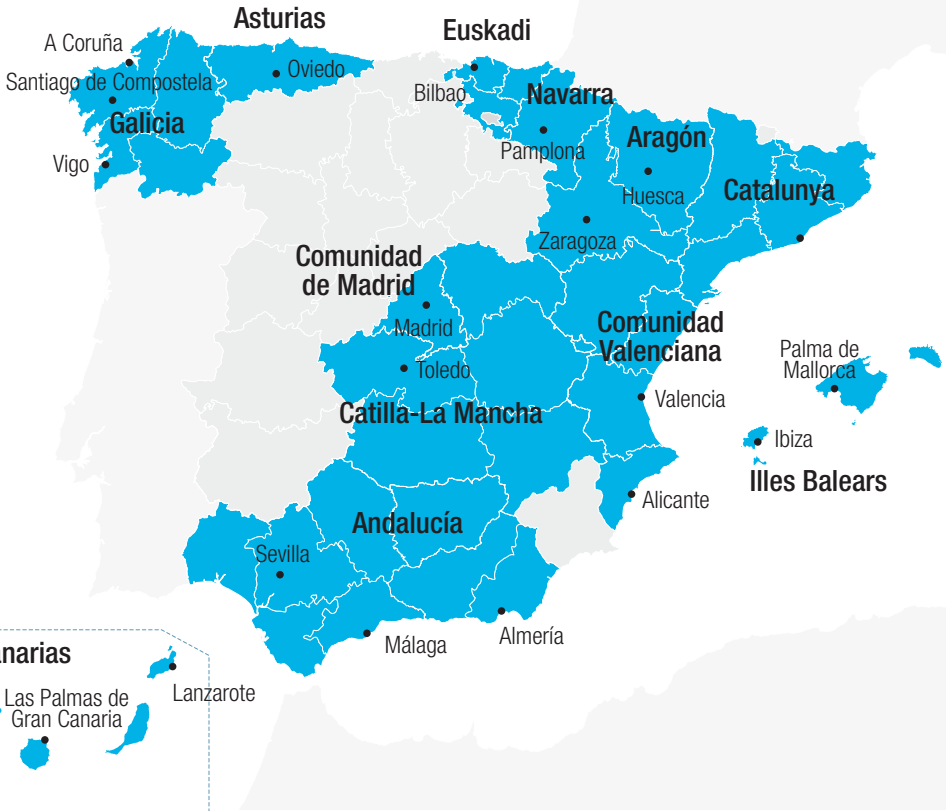 Asturias
Euskadi
A Coruña
Oviedo
Santiago de Compostela
Bilbao
Navarra
Galicia
Aragón
Pamplona
Vigo
Catalunya
Huesca
Zaragoza
Comunidad
de Madrid
Madrid
Comunidad
Valenciana
Palma de
Mallorca
Toledo
Valencia
Catilla-La Mancha
Ibiza
Illes Balears
Alicante
Andalucía
Sevilla
Almería
Málaga
anarias
Lanzarote
Las Palmas de
Gran Canaria